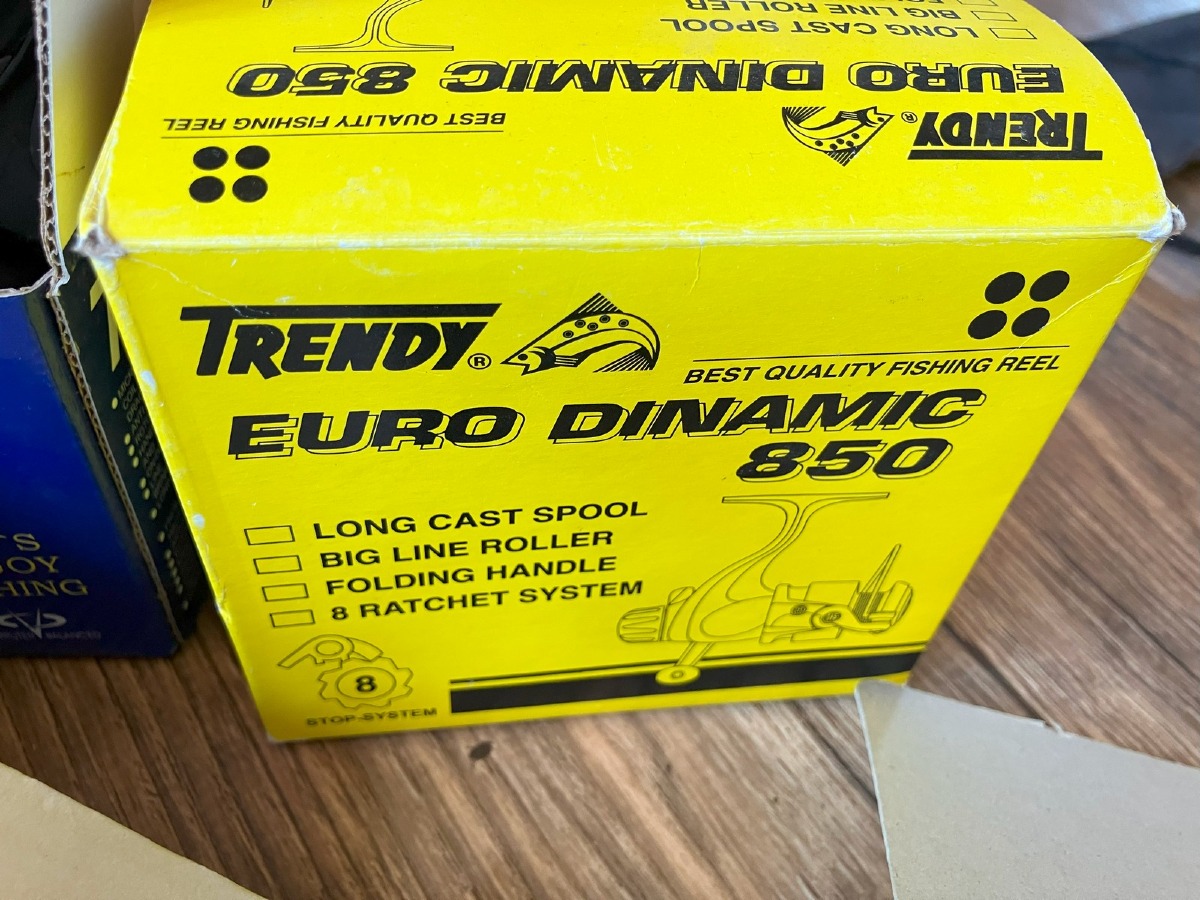 LONG CAST SPOOL
BIG LINE ROLLER
EURO DINAMIC 850
BEST QUALITY FISHING REEL
TRENDY®
TRENDY®
BEST QUALITY FISHING REEL
EURO DINAMIC
850
LONG CAST SPOOL
BIG LINE ROLLER
FOLDING HANDLE
8 RATCHET SYSTEM
8
STOP-SYSTEM
BALANCED